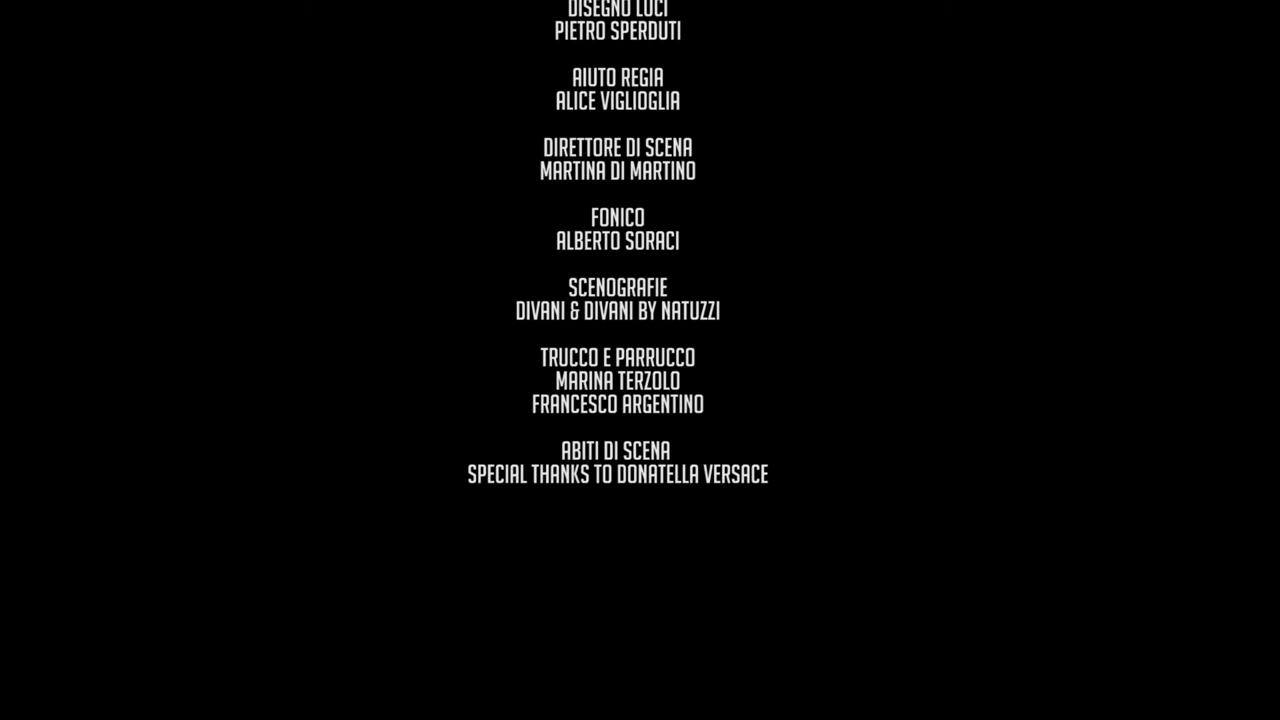 DISEGNO LUCI
PIETRO SPERDUTI
AIUTO REGIA
ALICE VIGLIOGLIA
DIRETTORE DI SCENA
MARTINA DI MARTINO
FONICO
ALBERTO SORACI
SCENOGRAFIE
DIVANI & DIVANI BY NATUZZI
TRUCCO E PARRUCCO
MARINA TERZOLO
FRANCESCO ARGENTINO
ABITI DI SCENA
SPECIAL THANKS TO DONATELLA VERSACE